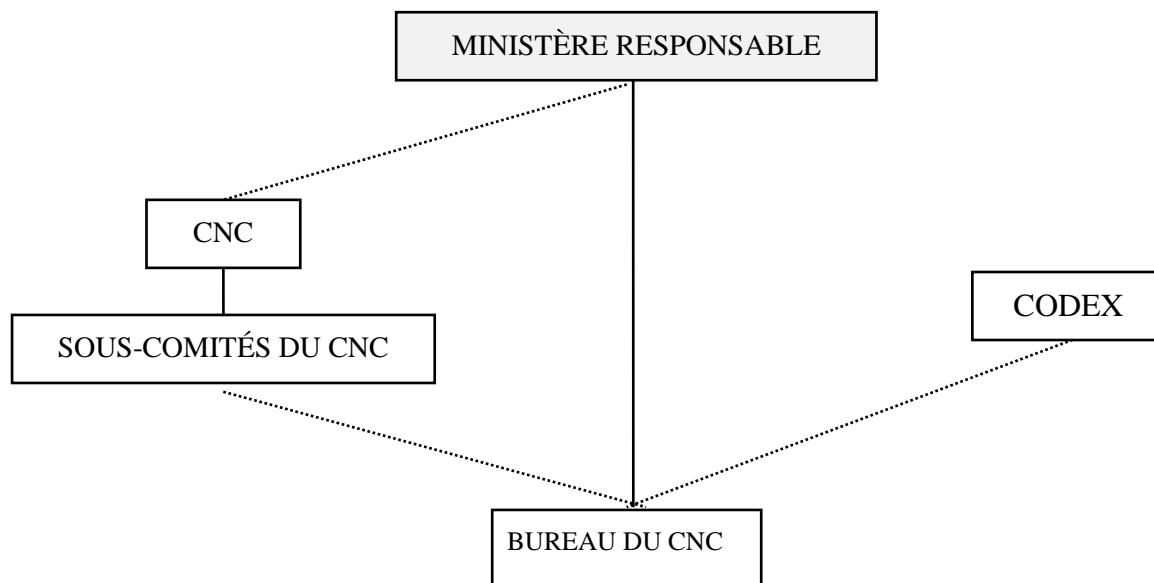 MINISTÈRE RESPONSABLE
CNC
CODEX
SOUS-COMITÉS DU CNC
BUREAU DU CNC